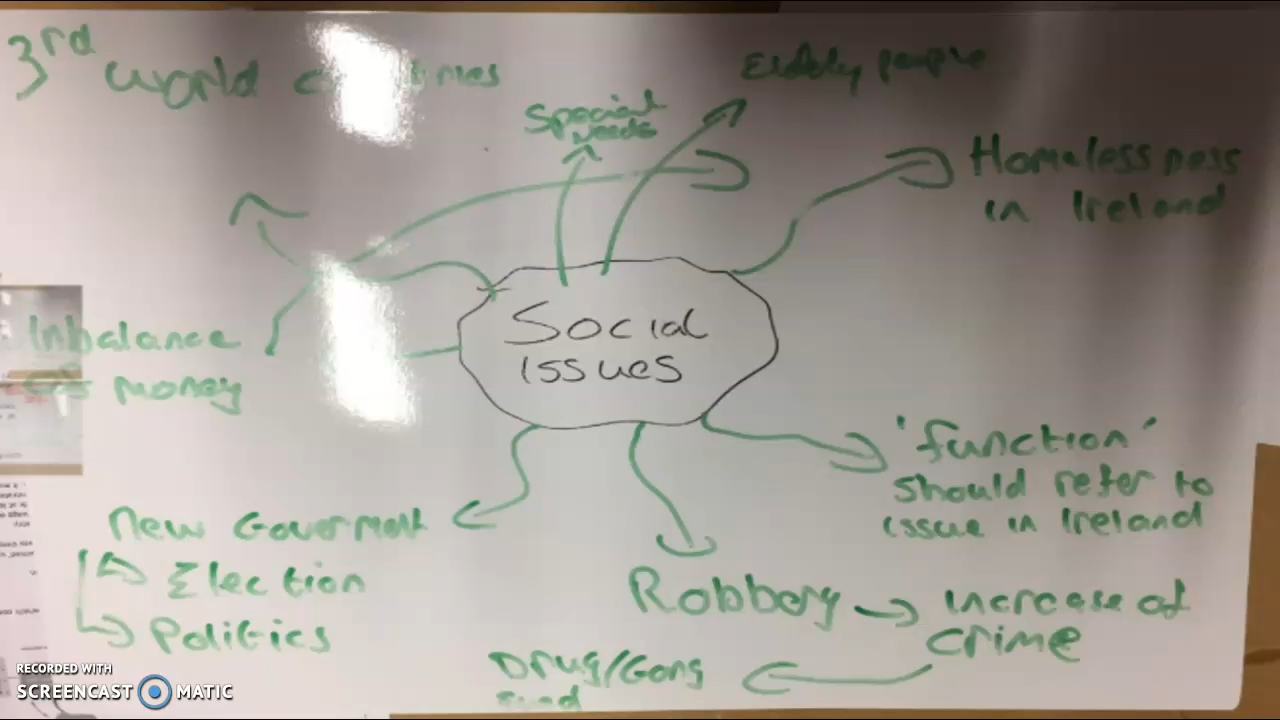 3rd world
Special
needs
Elderly people
Homelessness
in Ireland
Social
issues
Inbalance
money
'function'
should refer to
issue in Ireland
New Government
Election
Politics
Robbery
increase of
crime
Drug/Gang
RECORDED WITH
SCREENCAST MATIC